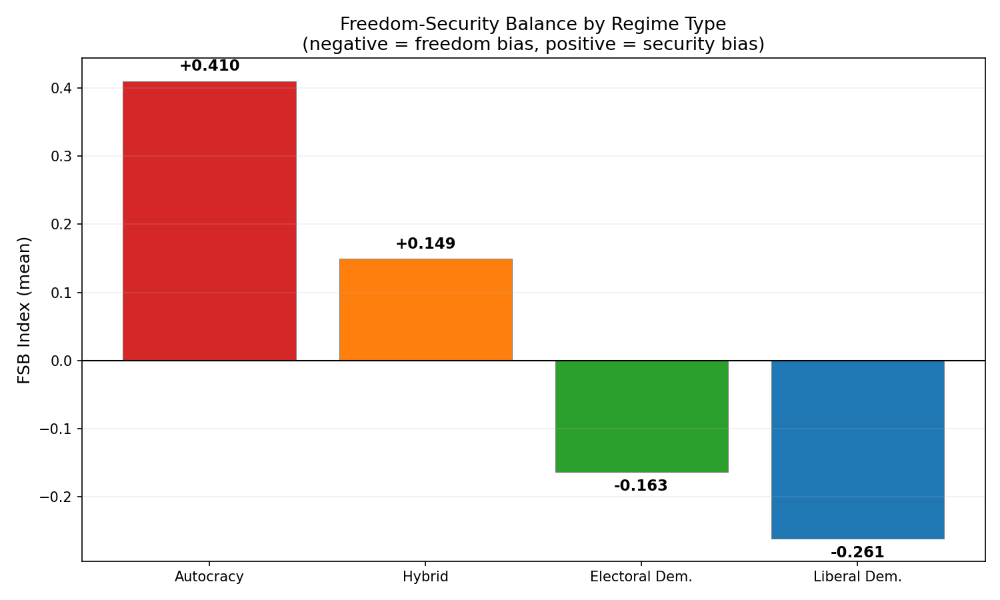 Freedom-Security Balance by Regime Type
(negative = freedom bias, positive = security bias)
FSB Index (mean)
0.4
0.3
0.2
0.1
0.0
−0.1
−0.2
+0.410
+0.149
-0.163
-0.261
Autocracy
Hybrid
Electoral Dem.
Liberal Dem.